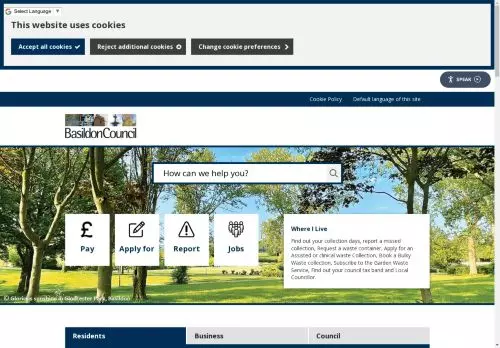 Select Language ▼
This website uses cookies
Accept all cookies
Reject additional cookies
Change cookie preferences
SPEAK
Cookie Policy
Default language of this site
BasildonCouncil
How can we help you?
£
Pay
Apply for
Report
Jobs
Where I Live
Find out your collection days, report a missed
collection, Request a waste container, Apply for an
Assisted or clinical waste Collection, Book a Bulky
Waste collection, Subscribe to the Garden Waste
Service, Find out your council tax band and Local
Councillor.
© Glorious sunshine in Gloucester Park, Basildon
Residents
Business
Council